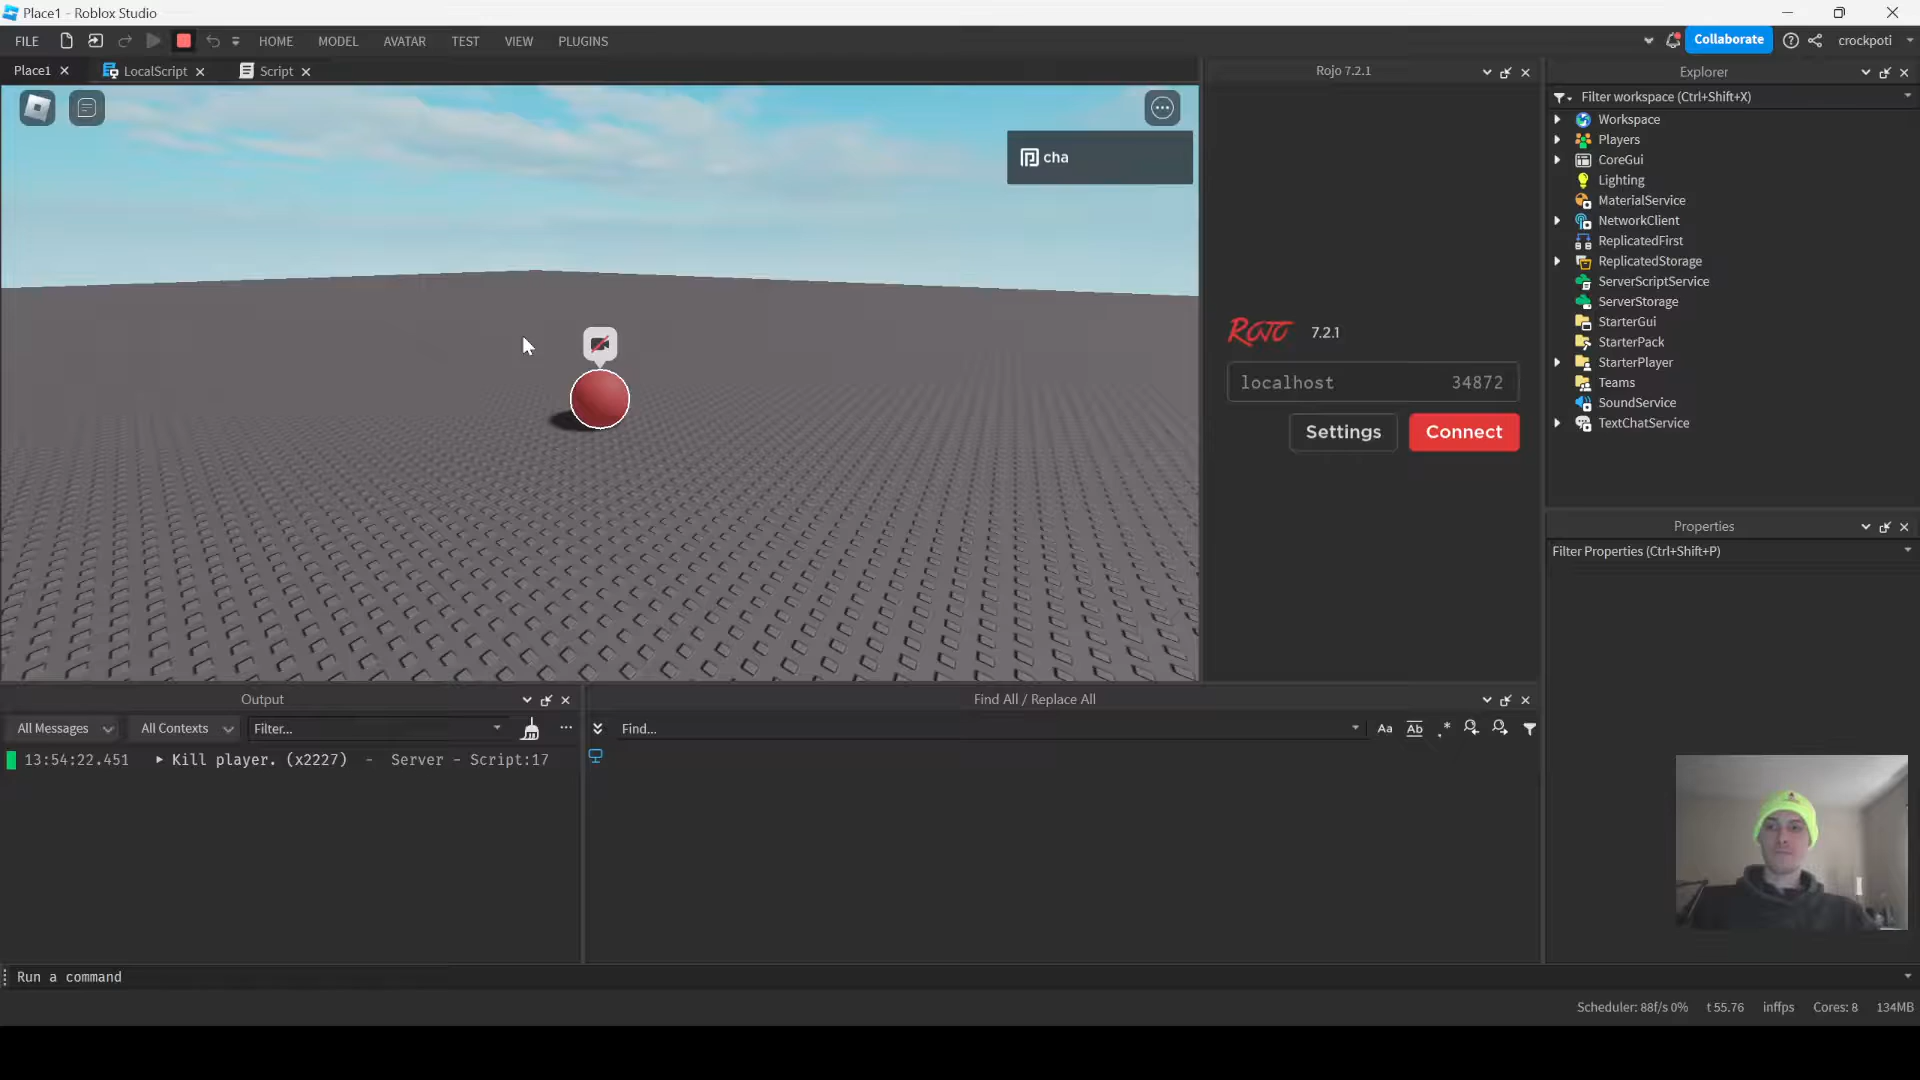 Place1 - Roblox Studio
FILE
HOME
MODEL
AVATAR
TEST
VIEW
PLUGINS
Collaborate
crockpoti
Place1
LocalScript
Script
Rojo 7.2.1
Explorer
Filter workspace (Ctrl+Shift+X)
cha
Workspace
Players
CoreGui
Lighting
MaterialService
NetworkClient
ReplicatedFirst
ReplicatedStorage
ServerScriptService
ServerStorage
StarterGui
StarterPack
StarterPlayer
Teams
SoundService
TextChatService
ROJO 7.2.1
localhost 34872
Settings
Connect
Properties
Filter Properties (Ctrl+Shift+P)
Output
All Messages
All Contexts
Filter...
13:54:22.451 Kill player. (x2227) - Server - Script:17
Find All / Replace All
Find...
Aa
Ab
.*
Run a command
Scheduler: 88f/s 0% t 55.76 inffps Cores: 8 134MB